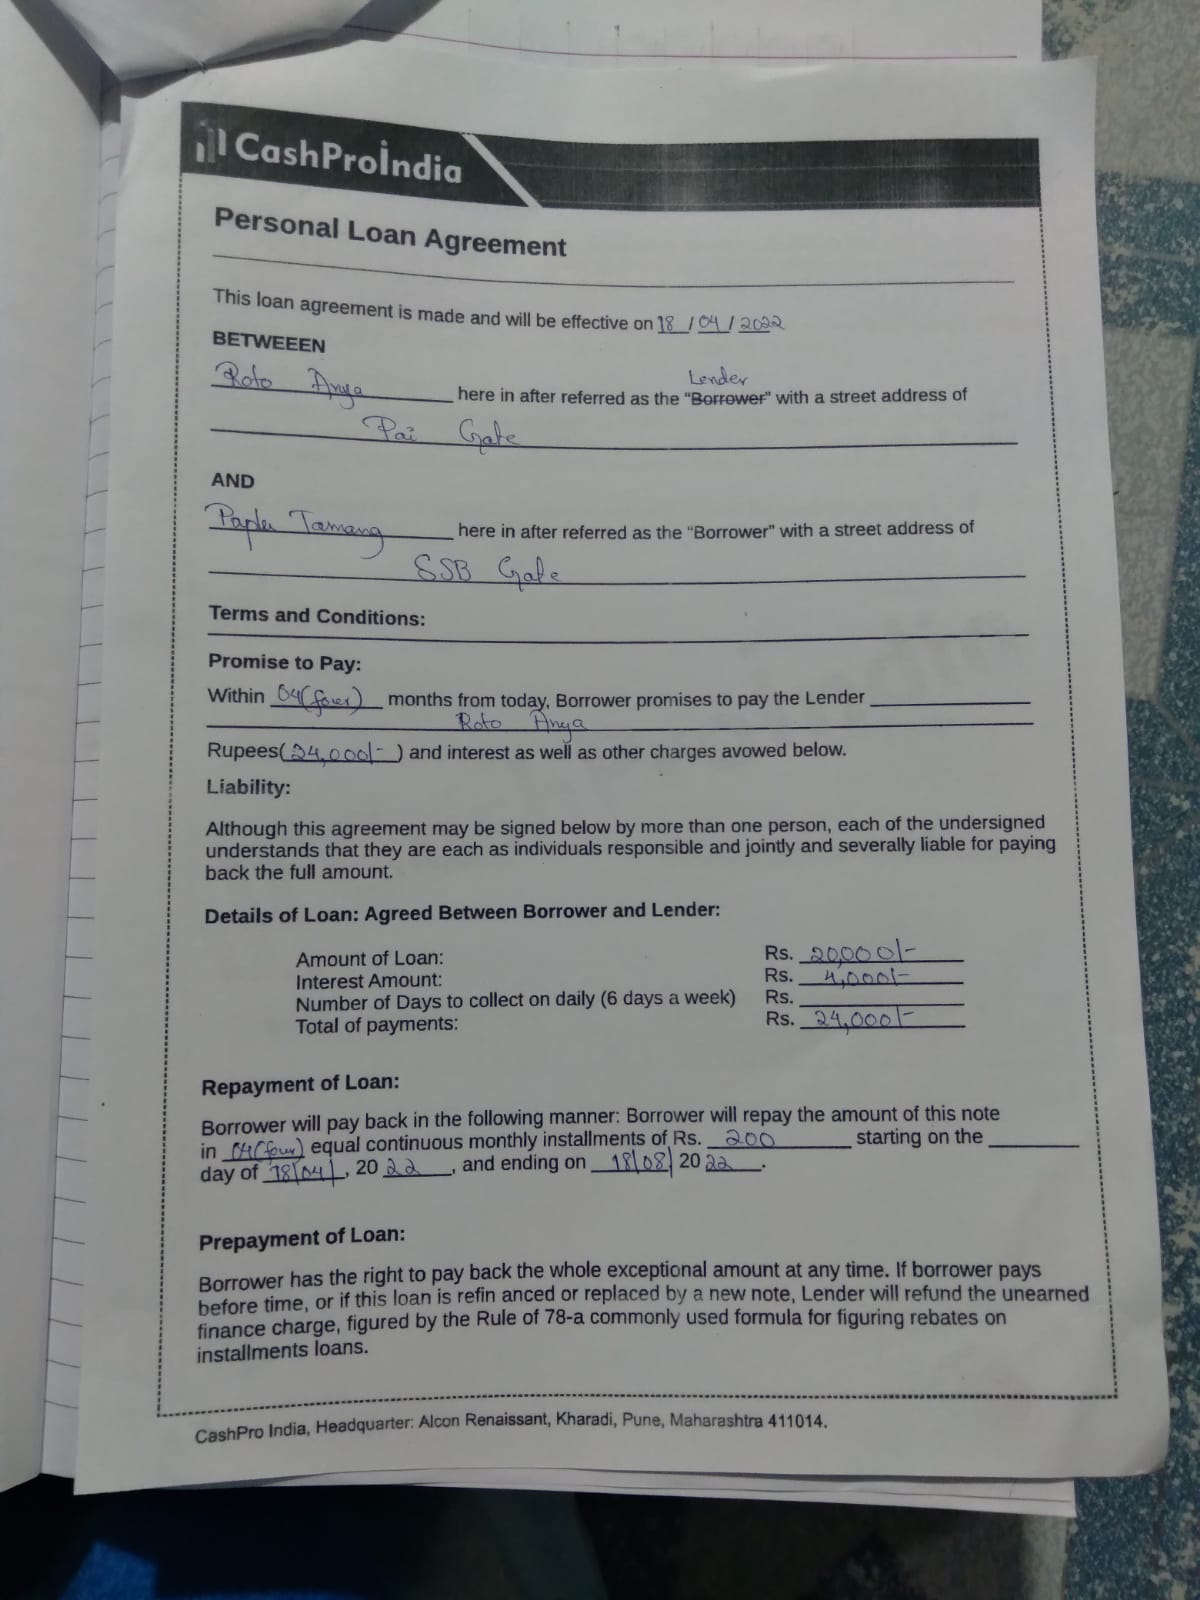 CashProIndia
Personal Loan Agreement
This loan agreement is made and will be effective on 18 / 04 / 2022
BETWEEEN
Lender
Roto Anya here in after referred as the "Borrower" with a street address of
Pai Gate
AND
Paplu Tamang here in after referred as the "Borrower" with a street address of
SSB Gate
Terms and Conditions:
Promise to Pay:
Within 04(four) months from today, Borrower promises to pay the Lender
Roto Anya
Rupees(24,000/-) and interest as well as other charges avowed below.
Liability:
Although this agreement may be signed below by more than one person, each of the undersigned
understands that they are each as individuals responsible and jointly and severally liable for paying
back the full amount.
Details of Loan: Agreed Between Borrower and Lender:
Amount of Loan: Rs. 20,000/-
Interest Amount: Rs. 4,000/-
Number of Days to collect on daily (6 days a week) Rs.
Total of payments: Rs. 24,000/-
Repayment of Loan:
Borrower will pay back in the following manner: Borrower will repay the amount of this note
in 04(four) equal continuous monthly installments of Rs. 200 starting on the
day of 18/04/, 20 22, and ending on 18/08/ 20 22.
Prepayment of Loan:
Borrower has the right to pay back the whole exceptional amount at any time. If borrower pays
before time, or if this loan is refin anced or replaced by a new note, Lender will refund the unearned
finance charge, figured by the Rule of 78-a commonly used formula for figuring rebates on
installments loans.
CashPro India, Headquarter: Alcon Renaissant, Kharadi, Pune, Maharashtra 411014.